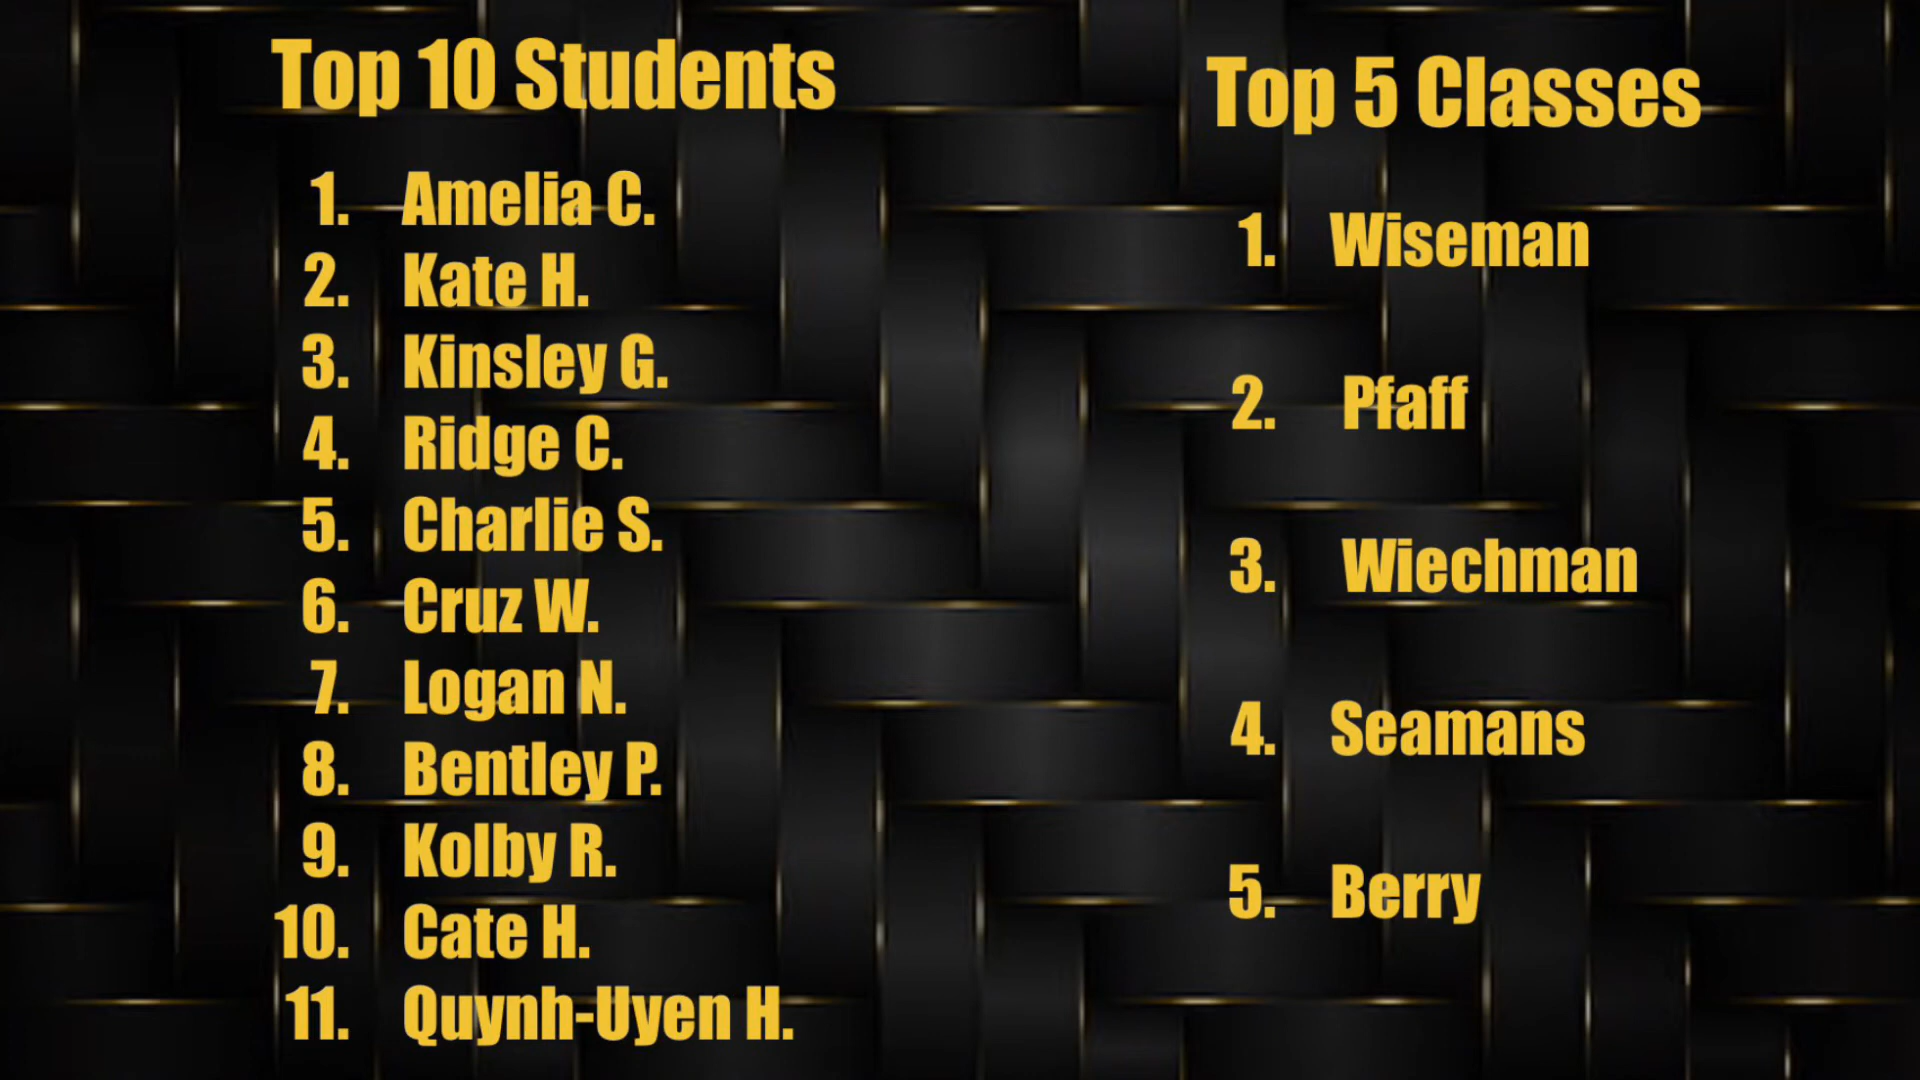 Top 10 Students
1. Amelia C.
2. Kate H.
3. Kinsley G.
4. Ridge C.
5. Charlie S.
6. Cruz W.
7. Logan N.
8. Bentley P.
9. Kolby R.
10. Cate H.
11. Quynh-Uyen H.
Top 5 Classes
1. Wiseman
2. Pfaff
3. Wiechman
4. Seamans
5. Berry